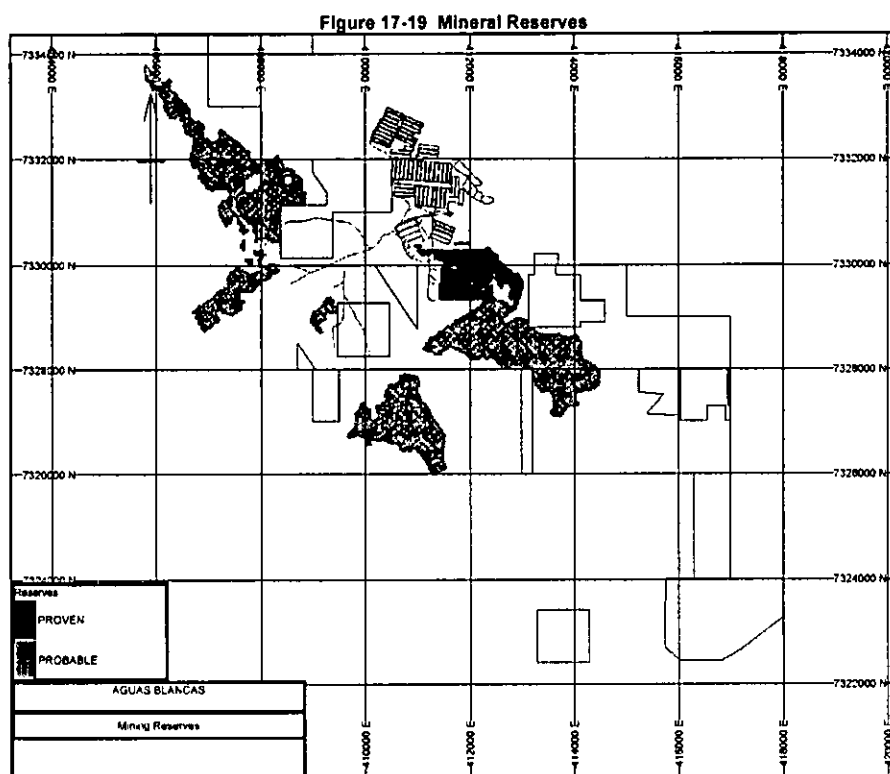 Figure 17-19 Mineral Reserves
7334000 N
7334000 N
7332000 N
7332000 N
7330000 N
7330000 N
7328000 N
7328000 N
7326000 N
7324000 N
7322000 N
Reserves
PROVEN
PROBABLE
AGUAS BLANCAS
Mining Reserves
410000 E
412000 E
414000 E
416000 E
418000 E